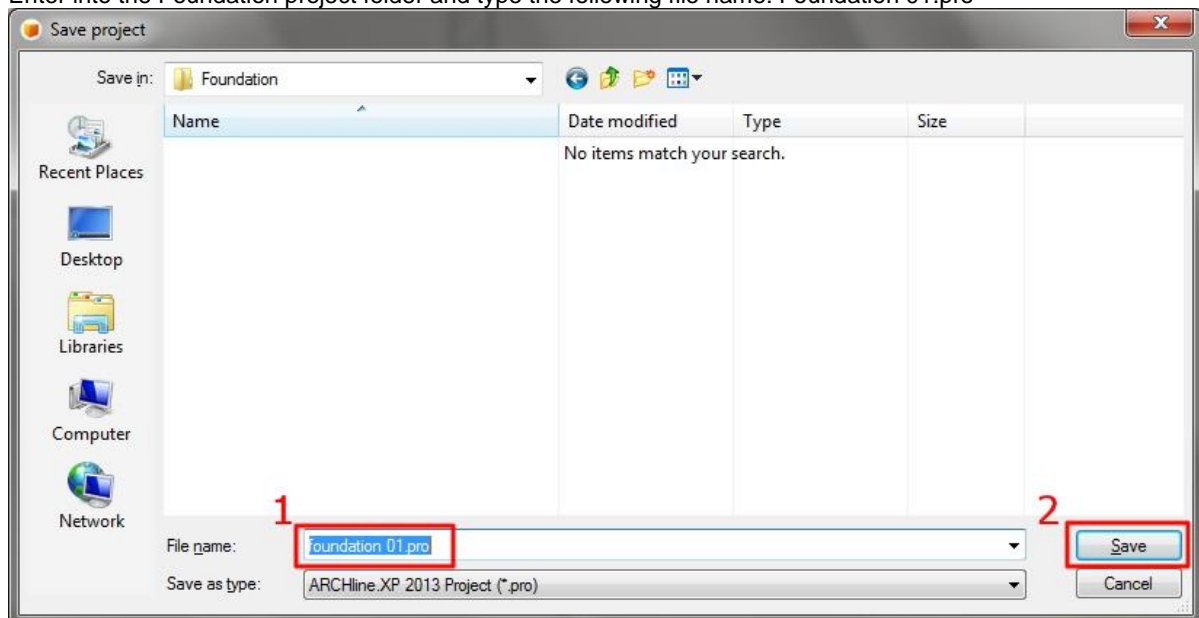 Enter into the Foundation project folder and type the following file name: Foundation 01.pro
Save project
Save in: Foundation
Name Date modified Type Size
No items match your search.
Recent Places
Desktop
Libraries
Computer
Network
1 2
File name: foundation 01.pro Save
Save as type: ARCHline.XP 2013 Project (*.pro) Cancel